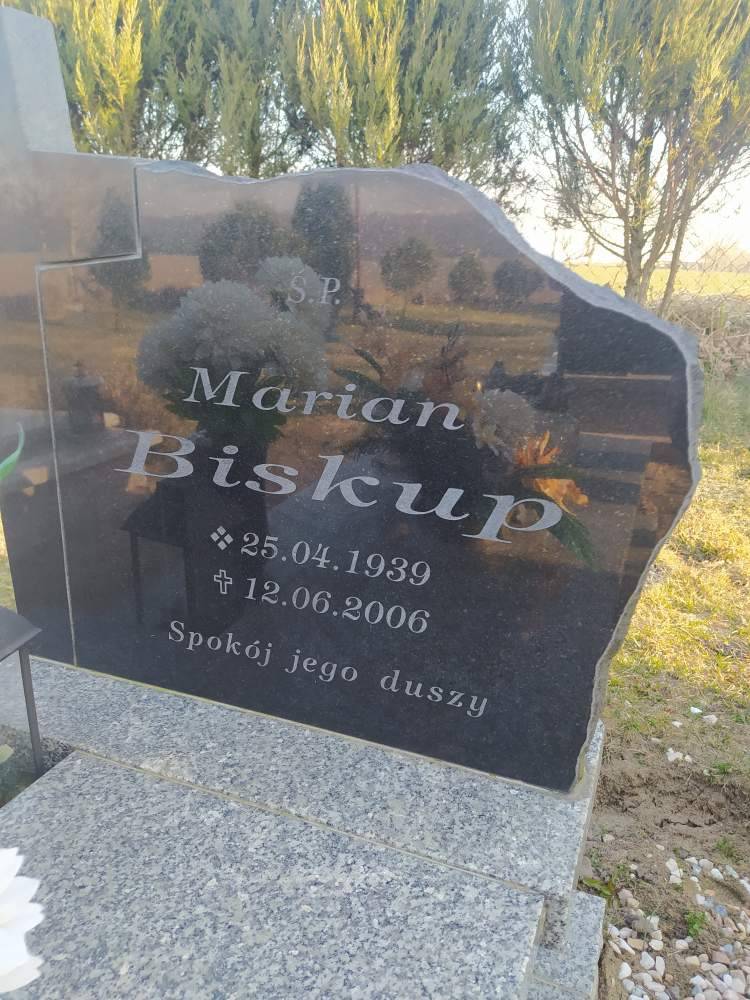 Ś.P.
Marian
Biskup
❖ 25.04.1939
✝ 12.06.2006
Spokój jego duszy